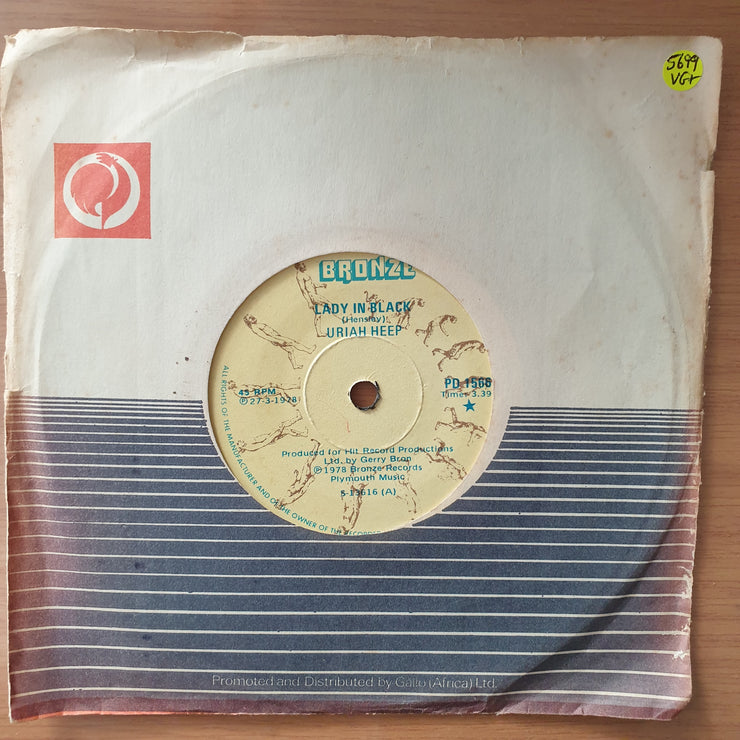 5699
VG+
BRONZE
LADY IN BLACK
(Hensley)
URIAH HEEP
45 RPM
℗ 27-3-1978
PD 1566
Time: 3.39
★
Produced for Hit Record Productions
Ltd. by Gerry Bron
℗1978 Bronze Records
Plymouth Music
S-13616 (A)
ALL RIGHTS OF THE MANUFACTURER AND OF THE OWNER OF THE RECORDED
Promoted and Distributed by Gallo (Africa) Ltd.